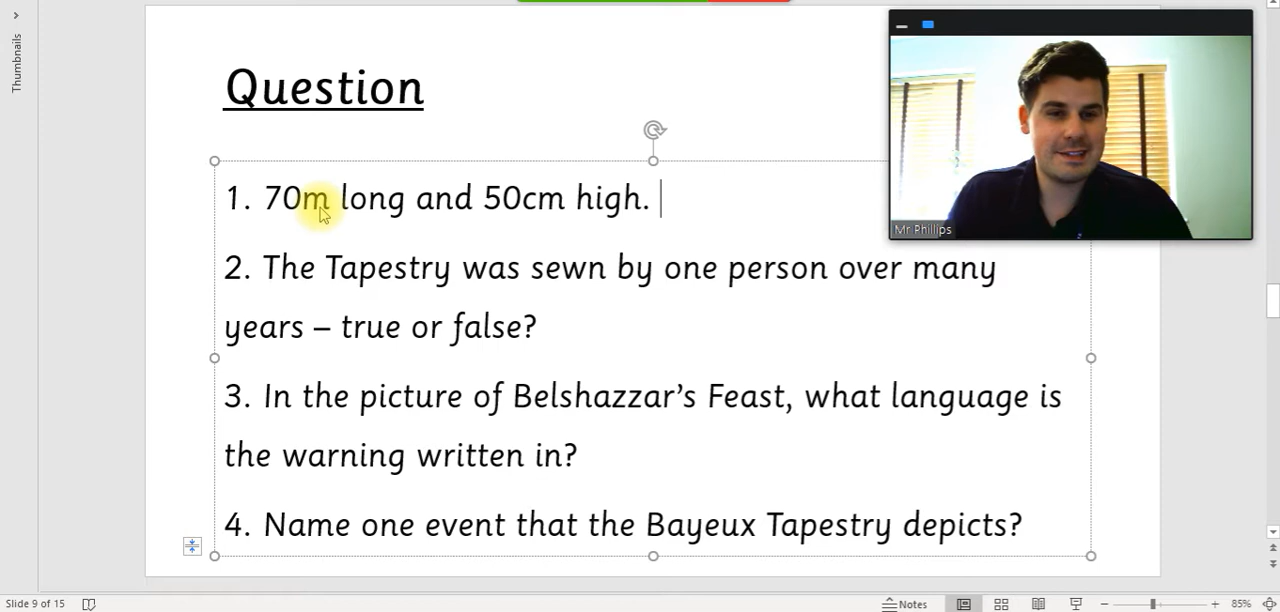 Thumbnails
Question
Mr Phillips
1. 70m long and 50cm high.
2. The Tapestry was sewn by one person over many
years – true or false?
3. In the picture of Belshazzar’s Feast, what language is
the warning written in?
4. Name one event that the Bayeux Tapestry depicts?
Slide 9 of 15
Notes
85%